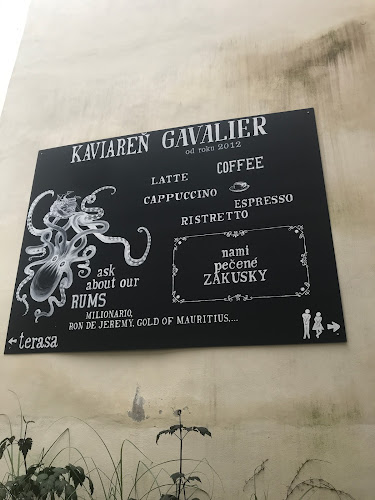 KAVIAREŇ GAVALIER
od roku 2012
LATTE
COFFEE
CAPPUCCINO
ESPRESSO
RISTRETTO
nami
pečené
ZÁKUSKY
ask
about our
RUMS
MILIONARIO,
RON DE JEREMY, GOLD OF MAURITIUS,...
terasa